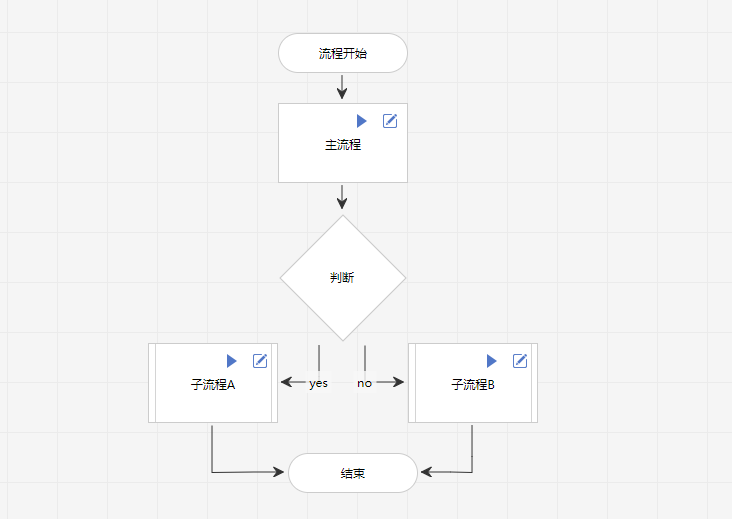 流程开始
主流程
判断
子流程A
yes
no
子流程B
结束